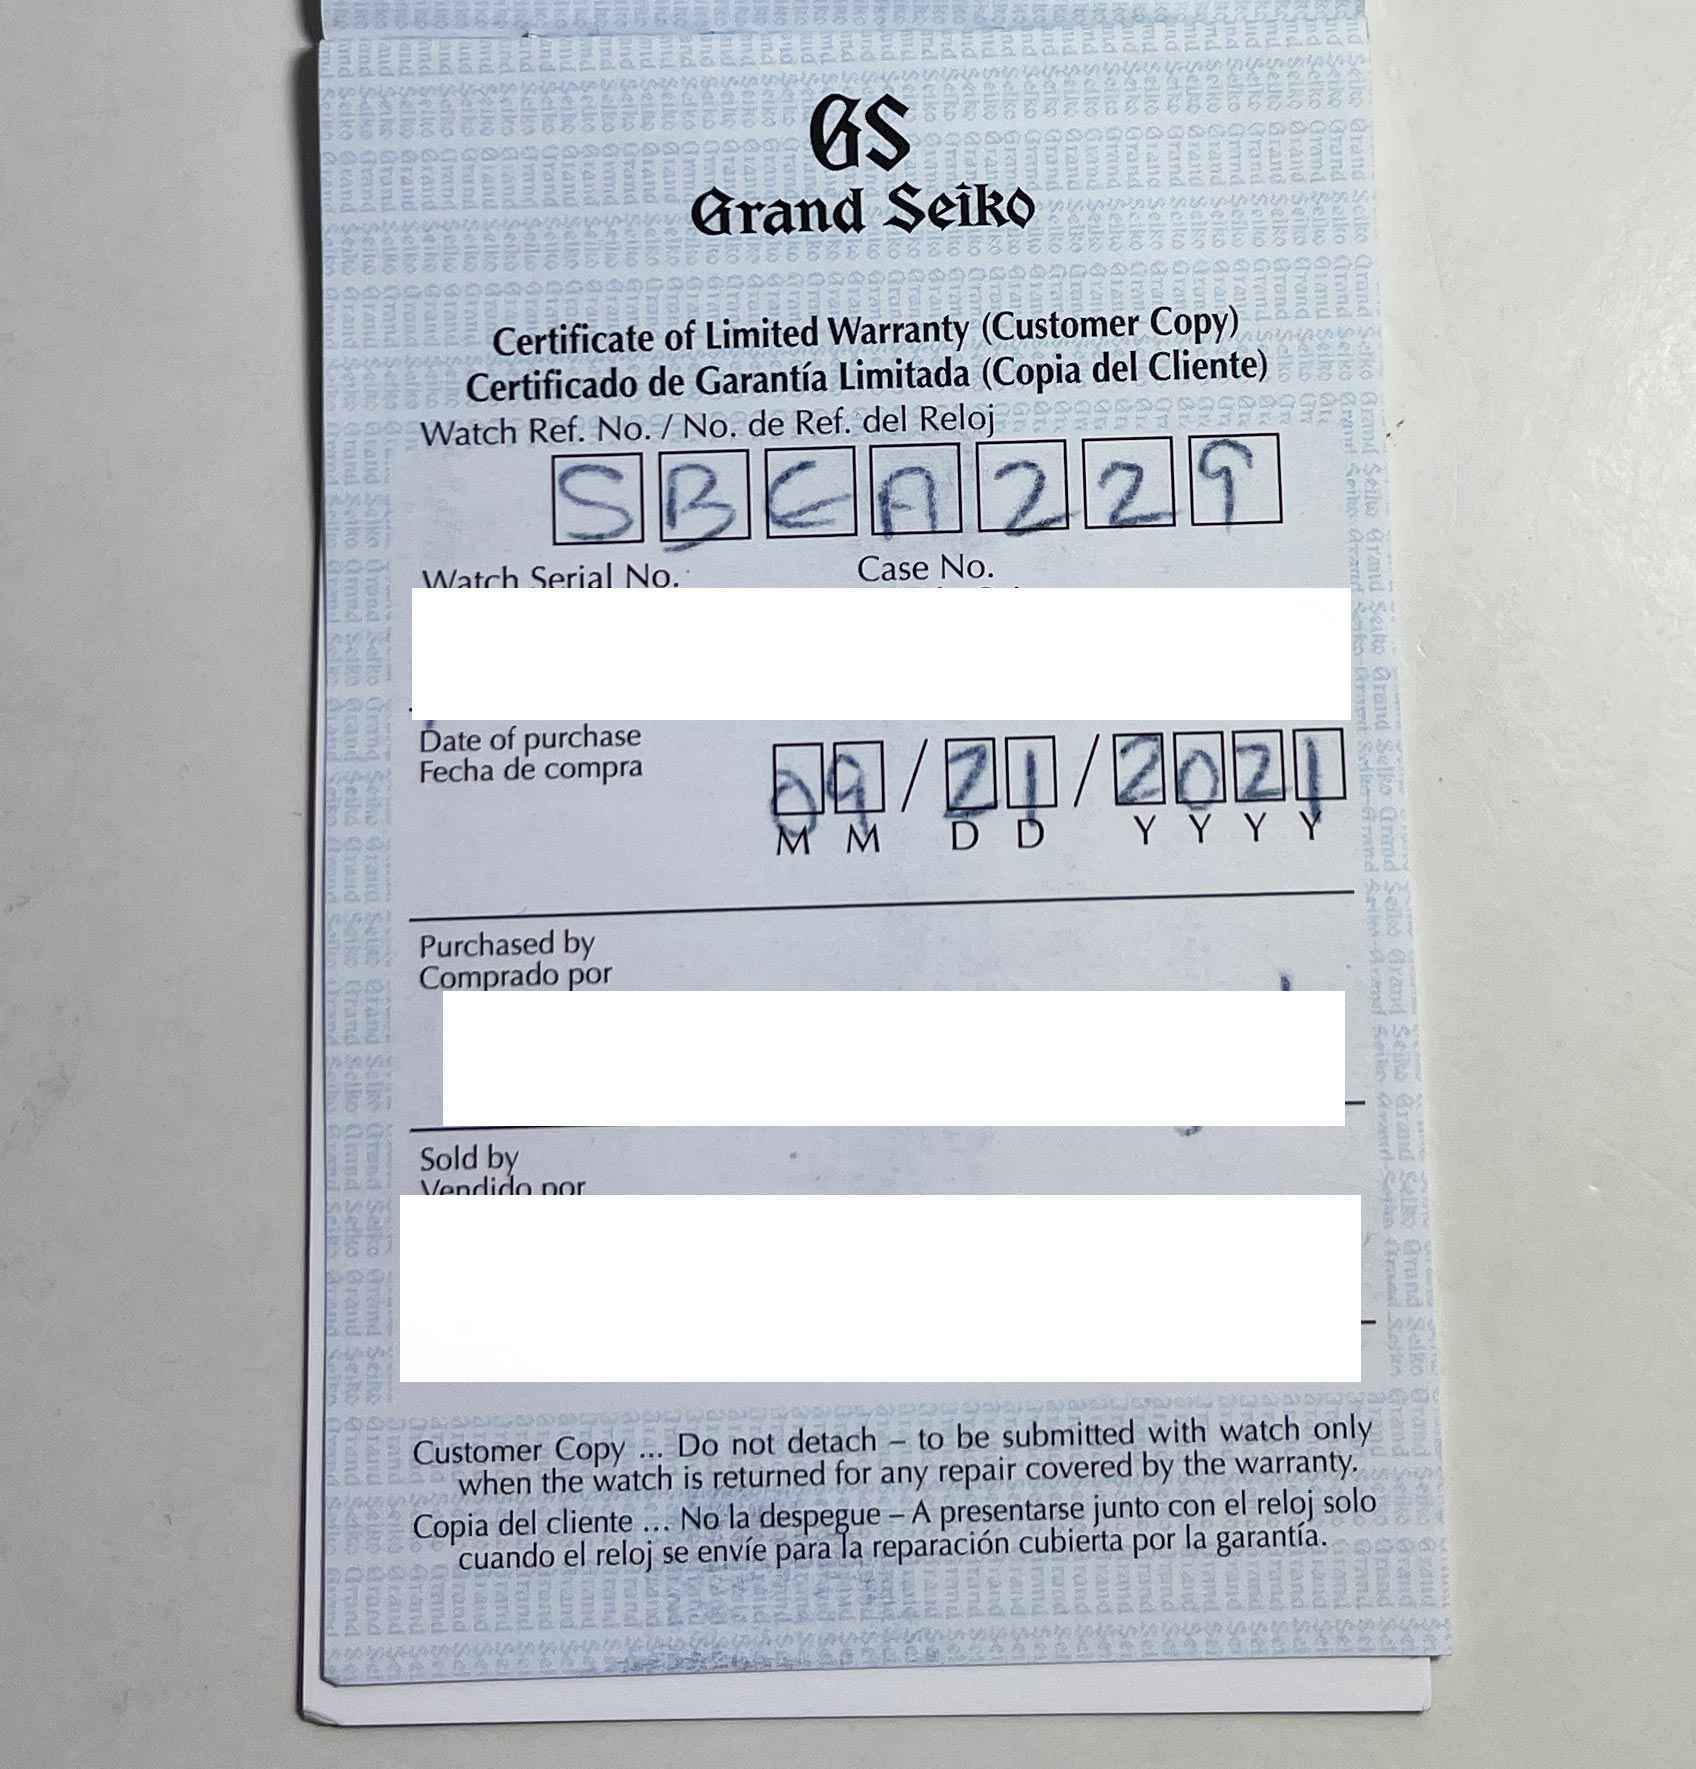 GS
Grand Seiko
Certificate of Limited Warranty (Customer Copy)
Certificado de Garantía Limitada (Copia del Cliente)
Watch Ref. No. / No. de Ref. del Reloj
SBGA229
Watch Serial No.
Case No.
Date of purchase
Fecha de compra
09/21/2021
M M D D Y Y Y Y
Purchased by
Comprado por
Sold by
Vendido por
Customer Copy ... Do not detach – to be submitted with watch only
when the watch is returned for any repair covered by the warranty.
Copia del cliente ... No la despegue – A presentarse junto con el reloj solo
cuando el reloj se envíe para la reparación cubierta por la garantía.